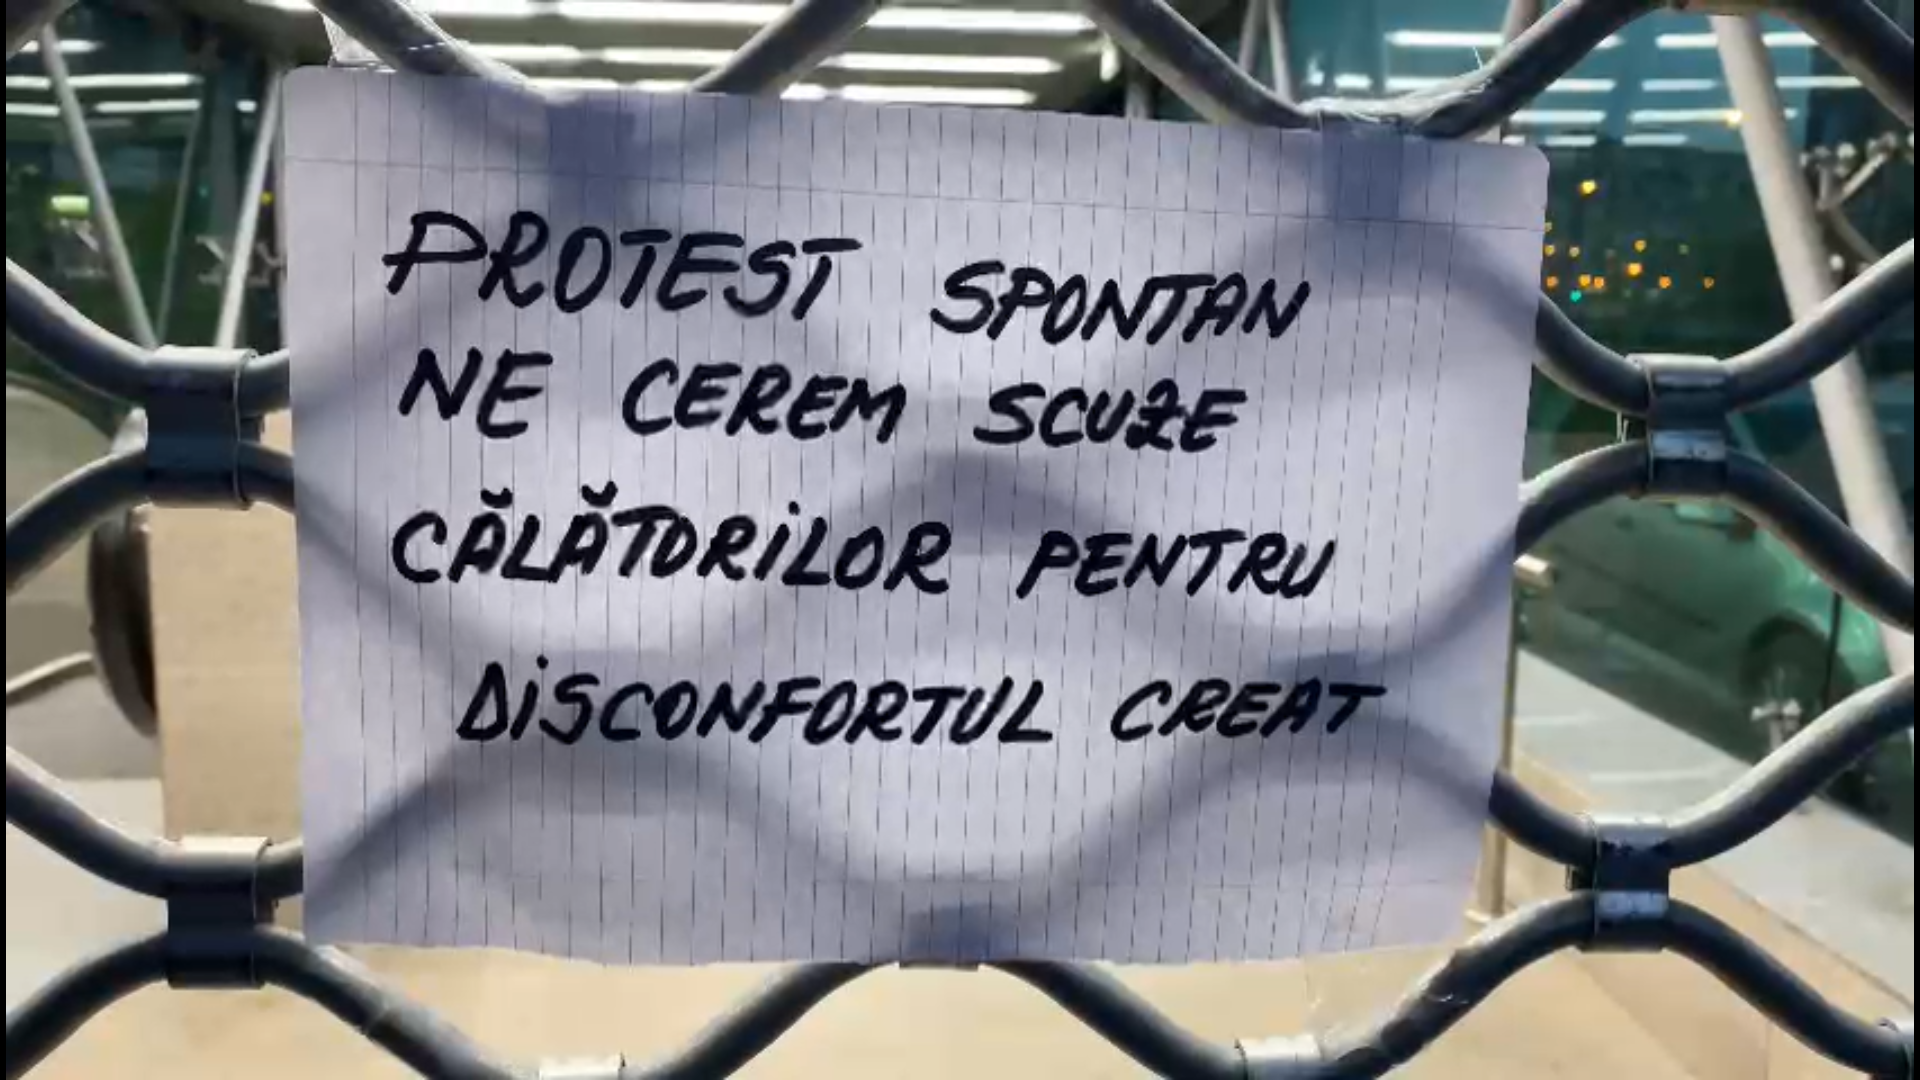 PROTEST SPONTAN
NE CEREM SCUZE
CĂLĂTORILOR PENTRU
DISCONFORTUL CREAT